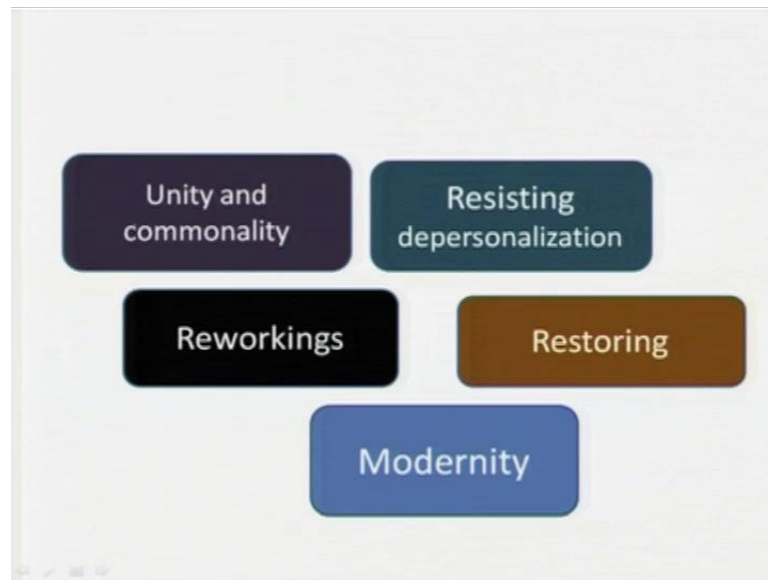 Unity and
commonality
Resisting
depersonalization
Reworkings
Restoring
Modernity